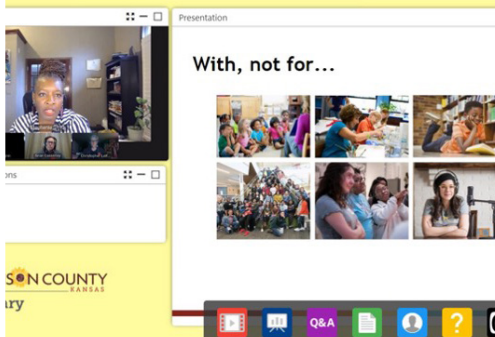 Presentation
With, not for...
ons
SON COUNTY
KANSAS
ary
Q&A
?